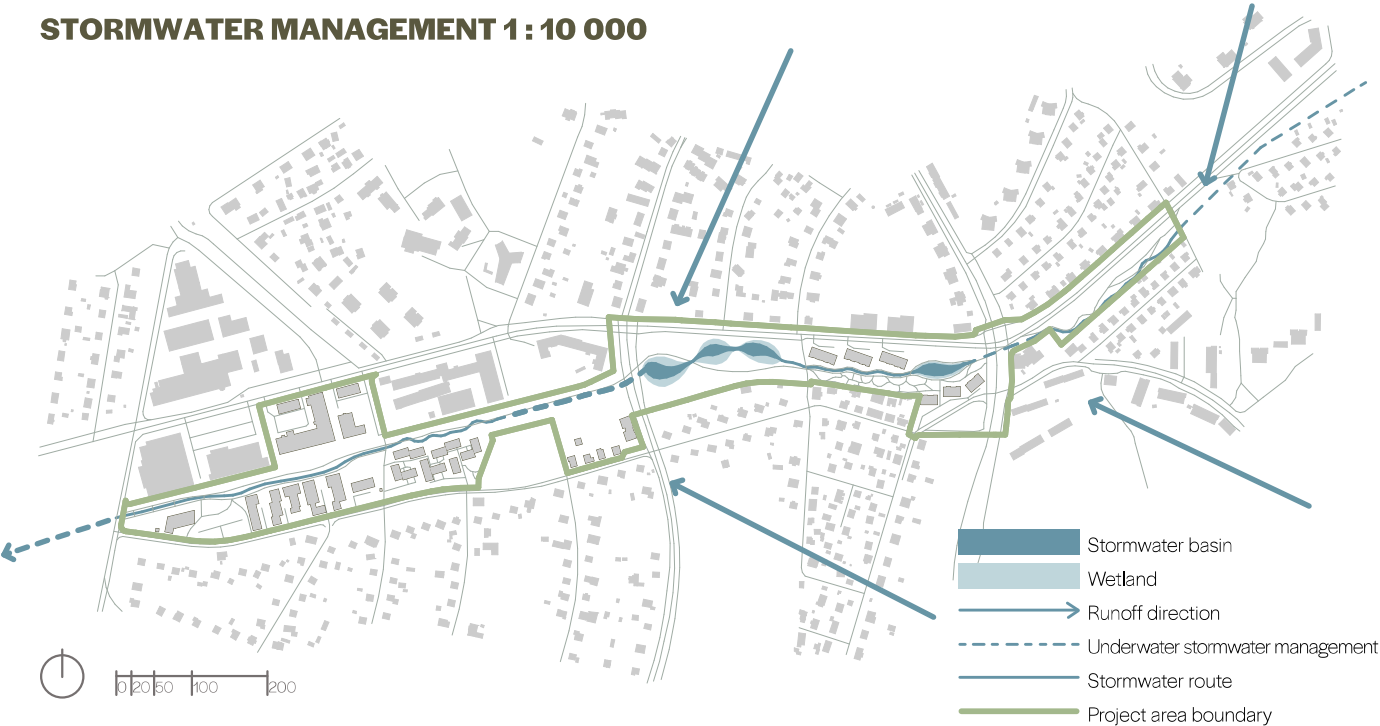 STORMWATER MANAGEMENT 1 : 10 000
Stormwater basin
Wetland
Runoff direction
Underwater stormwater management
Stormwater route
Project area boundary
0 20 50 100 200